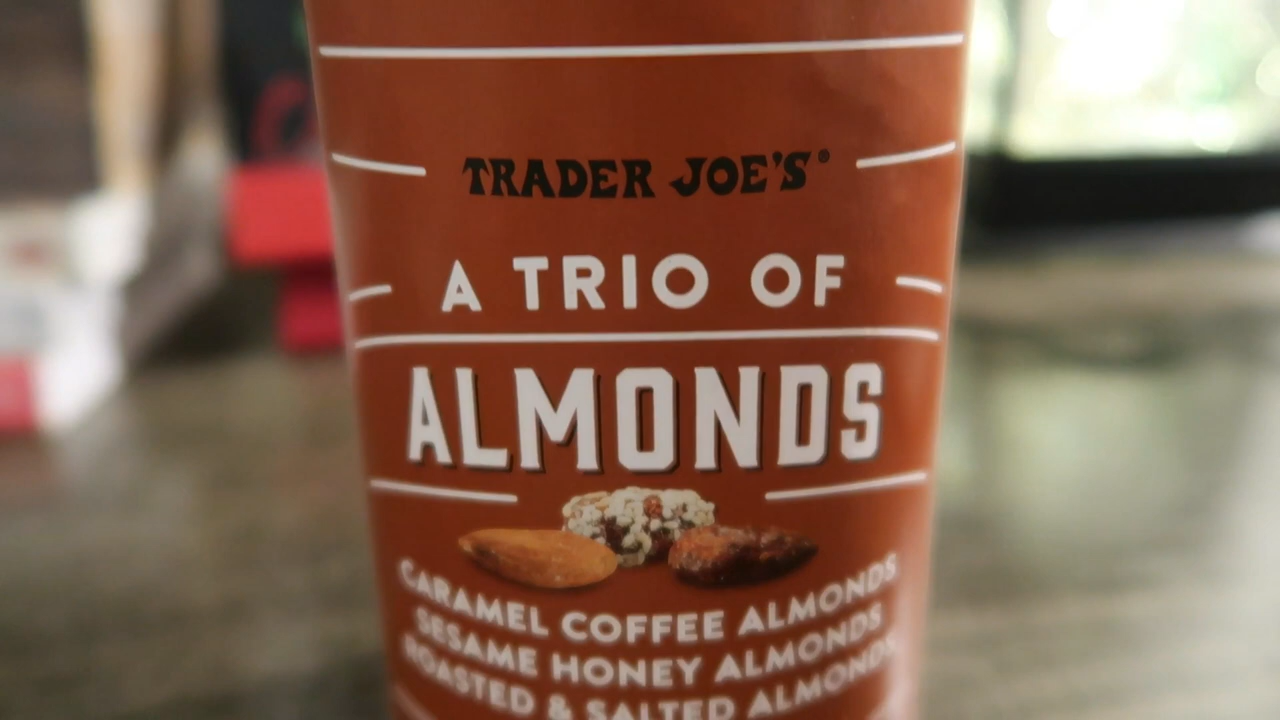 TRADER JOE'S®
A TRIO OF
ALMONDS
CARAMEL COFFEE ALMONDS
SESAME HONEY ALMONDS
ROASTED & SALTED ALMONDS